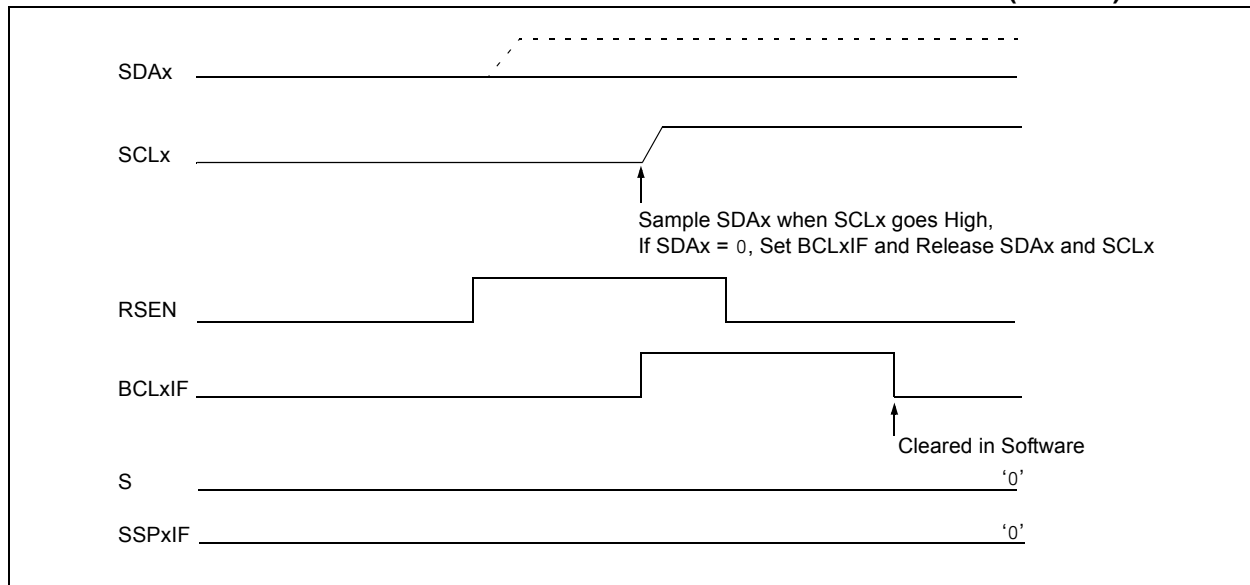 SDAx
SCLx
Sample SDAx when SCLx goes High,
If SDAx = 0, Set BCLxIF and Release SDAx and SCLx
RSEN
BCLxIF
Cleared in Software
S
‘0’
SSPxIF
‘0’